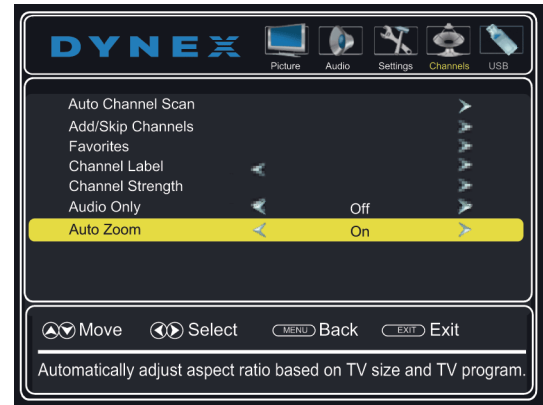 DYNEX
Picture Audio Settings Channels USB
Auto Channel Scan
Add/Skip Channels
Favorites
Channel Label
Channel Strength
Audio Only Off
Auto Zoom On
Move Select MENU Back EXIT Exit
Automatically adjust aspect ratio based on TV size and TV program.